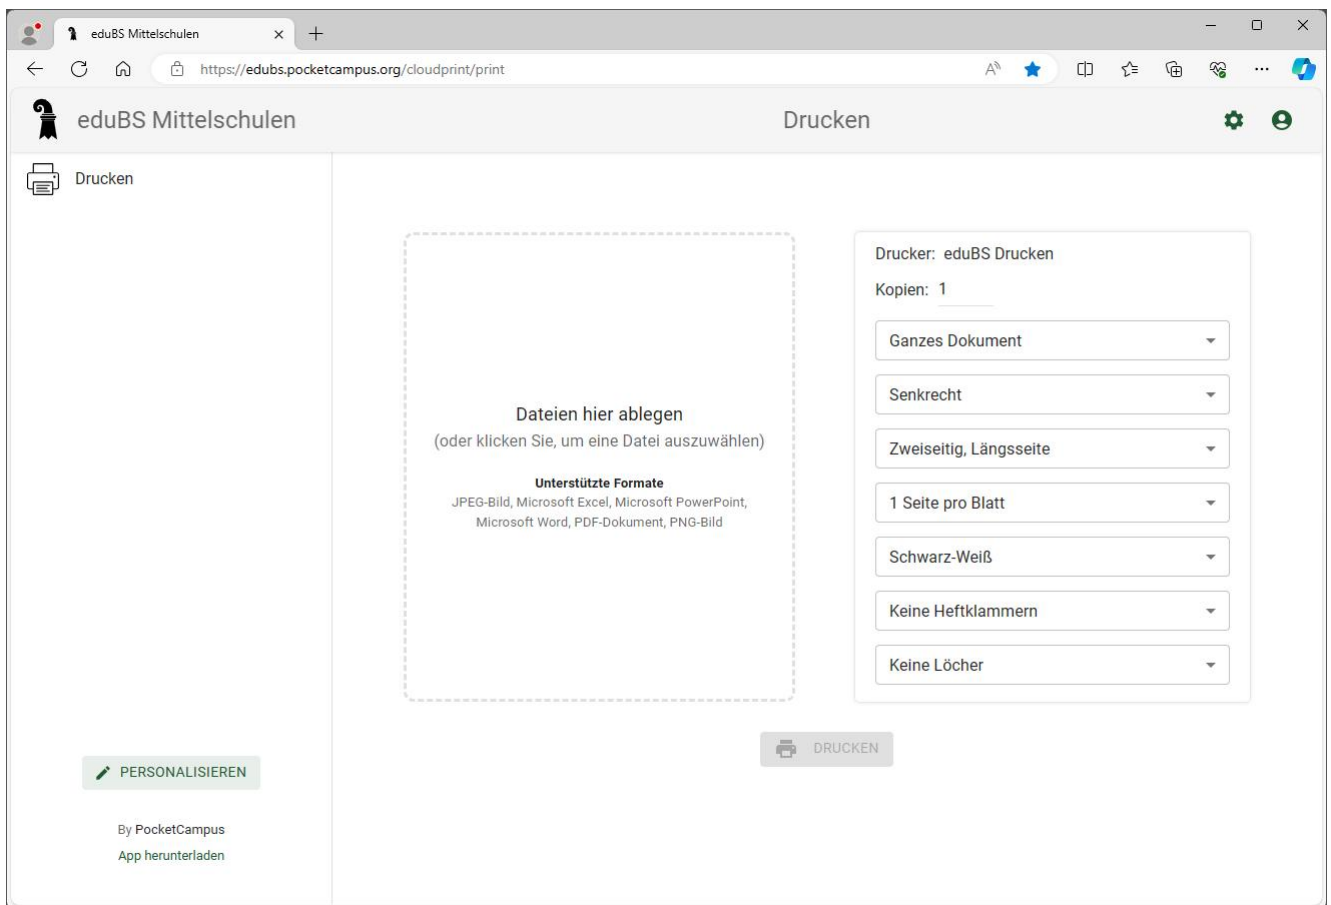 eduBS Mittelschulen
https://edubs.pocketcampus.org/cloudprint/print
eduBS Mittelschulen
Drucken
Drucken
Dateien hier ablegen
(oder klicken Sie, um eine Datei auszuwählen)
Unterstützte Formate
JPEG-Bild, Microsoft Excel, Microsoft PowerPoint,
Microsoft Word, PDF-Dokument, PNG-Bild
Drucker: eduBS Drucken
Kopien: 1
Ganzes Dokument
Senkrecht
Zweiseitig, Längsseite
1 Seite pro Blatt
Schwarz-Weiß
Keine Heftklammern
Keine Löcher
DRUCKEN
PERSONALISIEREN
By PocketCampus
App herunterladen